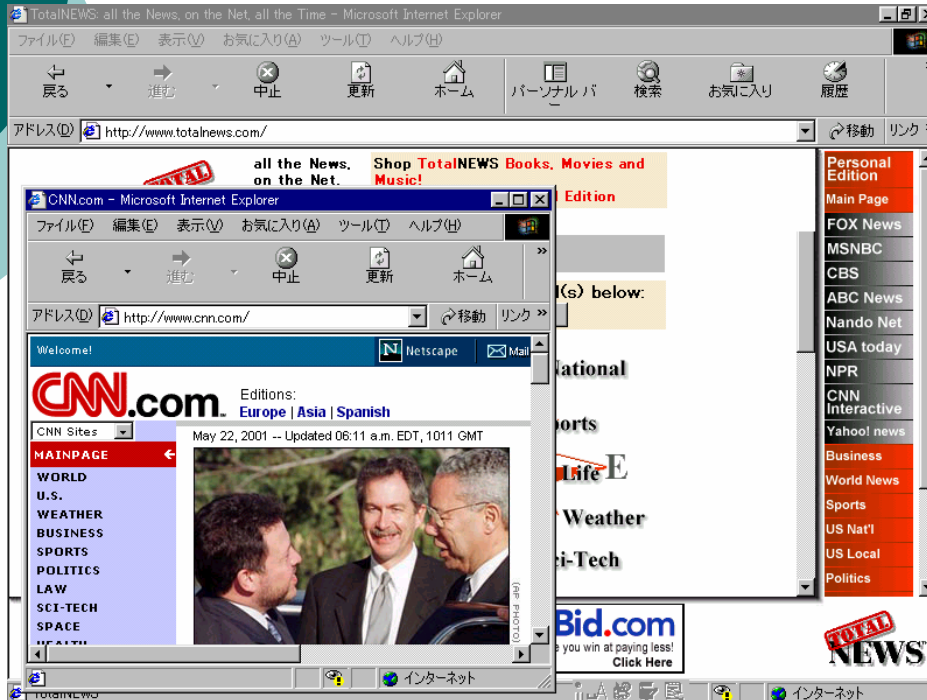 TotalNEWS: all the News, on the Net, all the Time - Microsoft Internet Explorer
ファイル(F) 編集(E) 表示(V) お気に入り(A) ツール(T) ヘルプ(H)
戻る 進む 中止 更新 ホーム パーソナル バー 検索 お気に入り 履歴
アドレス(D) http://www.totalnews.com/ 移動 リンク
TOTAL
all the News,
on the Net.
Shop TotalNEWS Books, Movies and
Music!
Edition
l(s) below:
National
orts
Life E
Weather
ci-Tech
Personal
Edition
Main Page
FOX News
MSNBC
CBS
ABC News
Nando Net
USA today
NPR
CNN
Interactive
Yahoo! news
Business
World News
Sports
US Nat'l
US Local
Politics
CNN.com - Microsoft Internet Explorer
ファイル(F) 編集(E) 表示(V) お気に入り(A) ツール(T) ヘルプ(H)
戻る 進む 中止 更新 ホーム »
アドレス(D) http://www.cnn.com/ 移動 リンク »
Welcome! N Netscape Mail
CNN.com.
Editions:
Europe | Asia | Spanish
CNN Sites
May 22, 2001 -- Updated 06:11 a.m. EDT, 1011 GMT
MAINPAGE
WORLD
U.S.
WEATHER
BUSINESS
SPORTS
POLITICS
LAW
SCI-TECH
SPACE
HEALTH
(AP PHOTO)
インターネット
Bid.com
you win at paying less!
Click Here
TOTAL
NEWS
TotalNEWS
インターネット